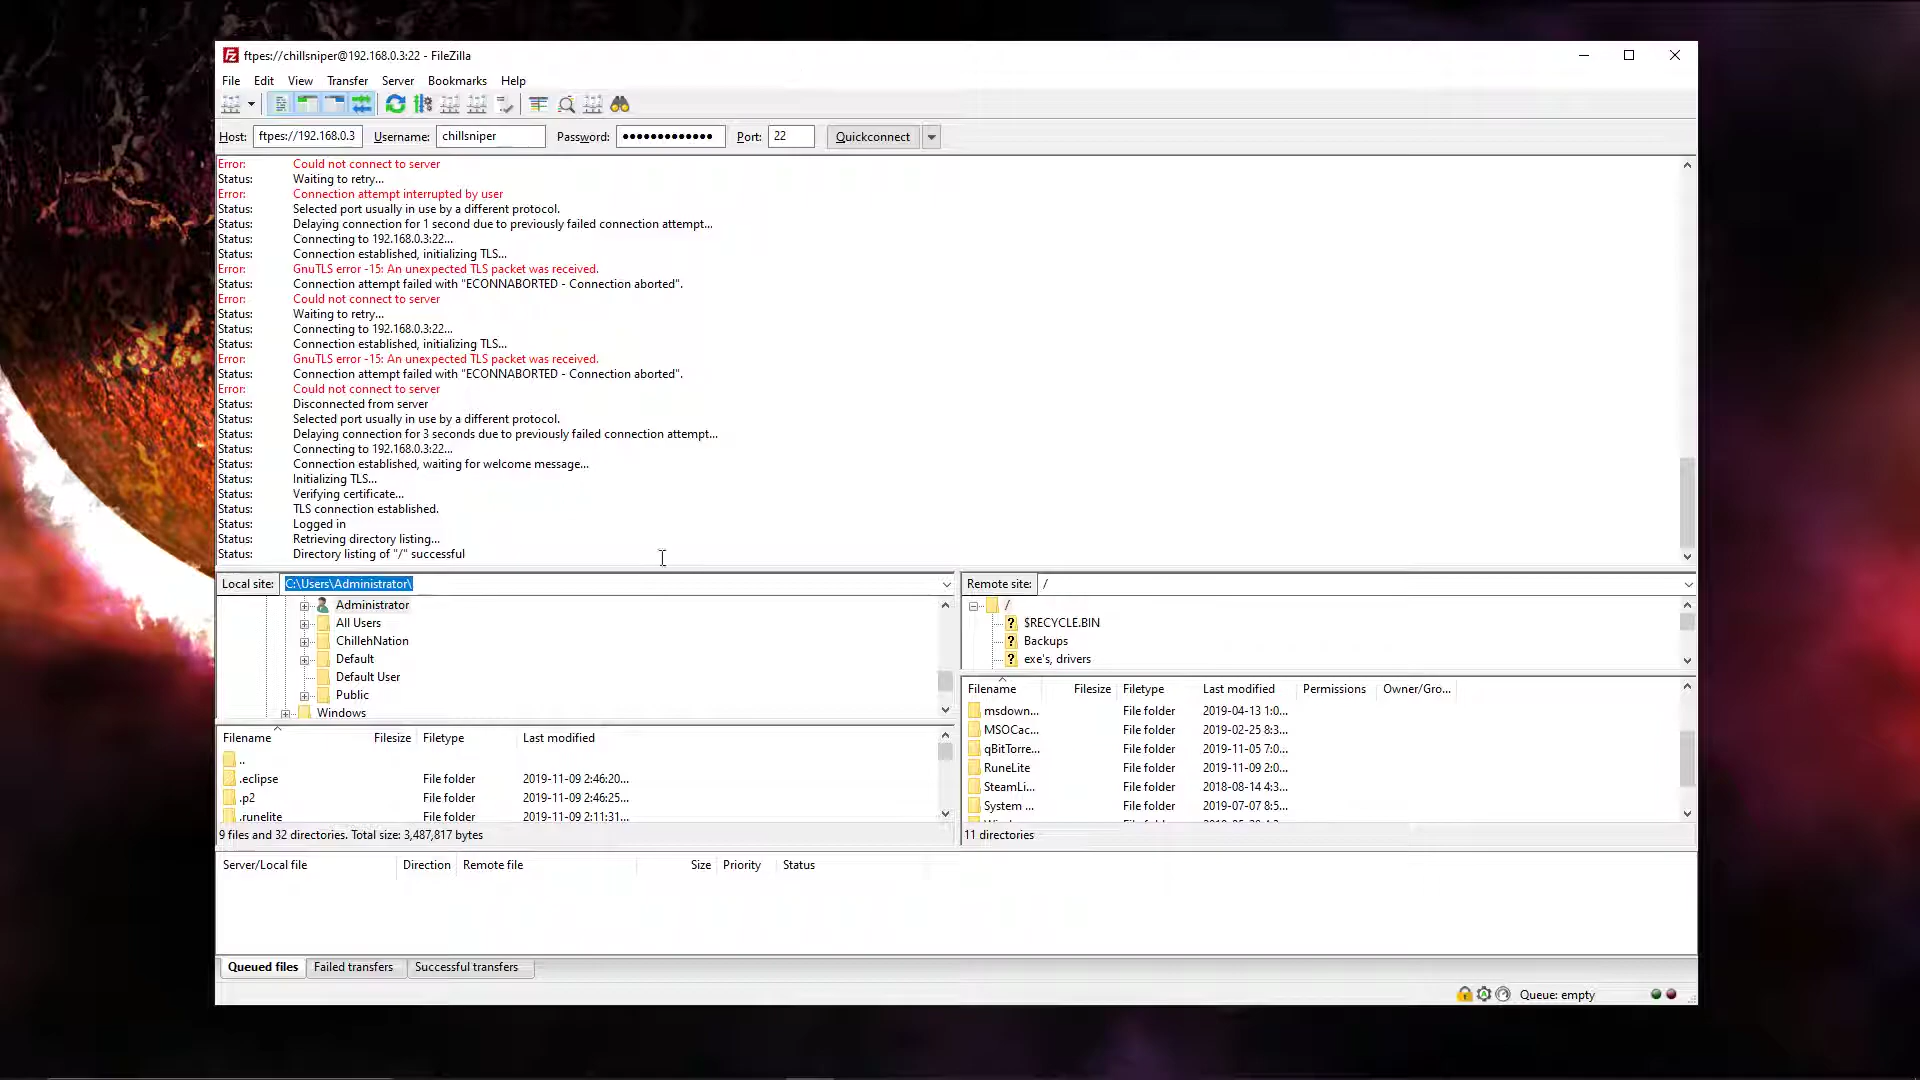 ftpes://chillsniper@192.168.0.3:22 - FileZilla
File Edit View Transfer Server Bookmarks Help
Host: ftpes://192.168.0.3 Username: chillsniper Password: ●●●●●●●●●●●●● Port: 22 Quickconnect
Error: Could not connect to server
Status: Waiting to retry...
Error: Connection attempt interrupted by user
Status: Selected port usually in use by a different protocol.
Status: Delaying connection for 1 second due to previously failed connection attempt...
Status: Connecting to 192.168.0.3:22...
Status: Connection established, initializing TLS...
Error: GnuTLS error -15: An unexpected TLS packet was received.
Status: Connection attempt failed with "ECONNABORTED - Connection aborted".
Error: Could not connect to server
Status: Waiting to retry...
Status: Connecting to 192.168.0.3:22...
Status: Connection established, initializing TLS...
Error: GnuTLS error -15: An unexpected TLS packet was received.
Status: Connection attempt failed with "ECONNABORTED - Connection aborted".
Error: Could not connect to server
Status: Disconnected from server
Status: Selected port usually in use by a different protocol.
Status: Delaying connection for 3 seconds due to previously failed connection attempt...
Status: Connecting to 192.168.0.3:22...
Status: Connection established, waiting for welcome message...
Status: Initializing TLS...
Status: Verifying certificate...
Status: TLS connection established.
Status: Logged in
Status: Retrieving directory listing...
Status: Directory listing of "/" successful
Local site: C:\Users\Administrator\
Administrator
All Users
ChillehNation
Default
Default User
Public
Windows
Filename Filesize Filetype Last modified
..
.eclipse File folder 2019-11-09 2:46:20...
.p2 File folder 2019-11-09 2:46:25...
.runelite File folder 2019-11-09 2:11:31...
9 files and 32 directories. Total size: 3,487,817 bytes
Remote site: /
/
$RECYCLE.BIN
Backups
exe's, drivers
Filename Filesize Filetype Last modified Permissions Owner/Gro...
msdown... File folder 2019-04-13 1:0...
MSOCac... File folder 2019-02-25 8:3...
qBitTorre... File folder 2019-11-05 7:0...
RuneLite File folder 2019-11-09 2:0...
SteamLi... File folder 2018-08-14 4:3...
System ... File folder 2019-07-07 8:5...
11 directories
Server/Local file Direction Remote file Size Priority Status
Queued files Failed transfers Successful transfers
Queue: empty